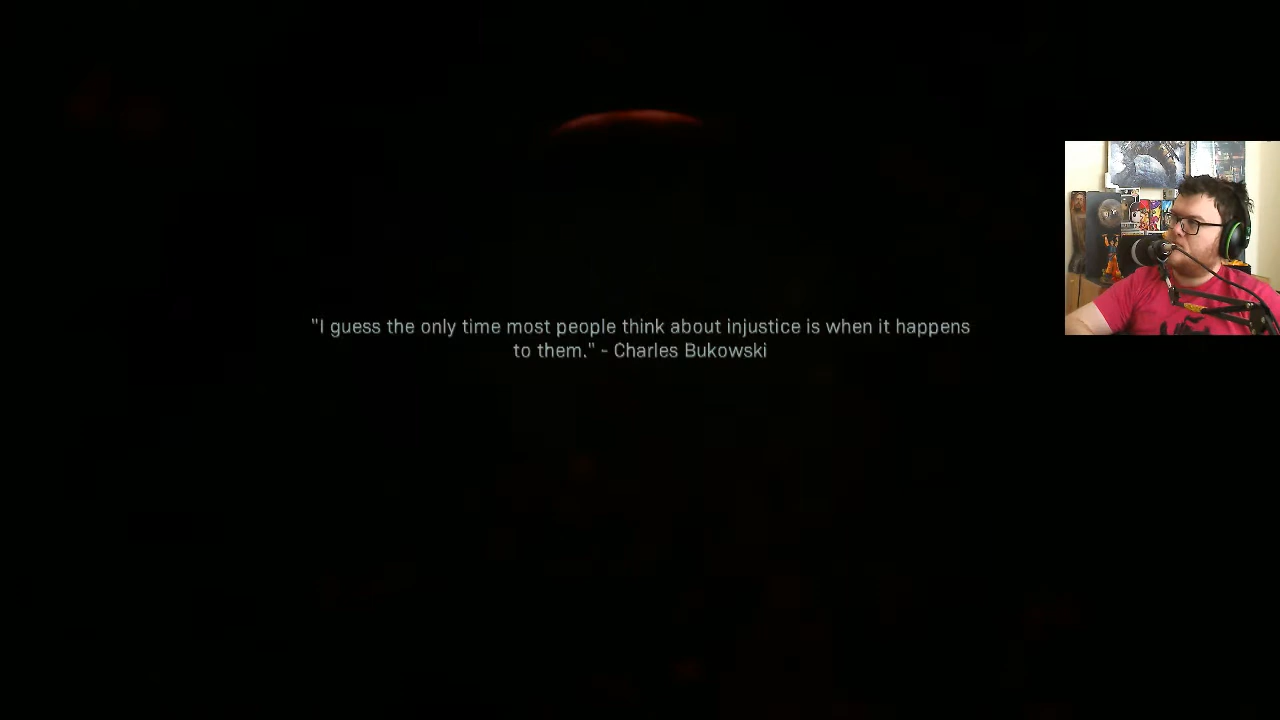 "I guess the only time most people think about injustice is when it happens
to them." - Charles Bukowski